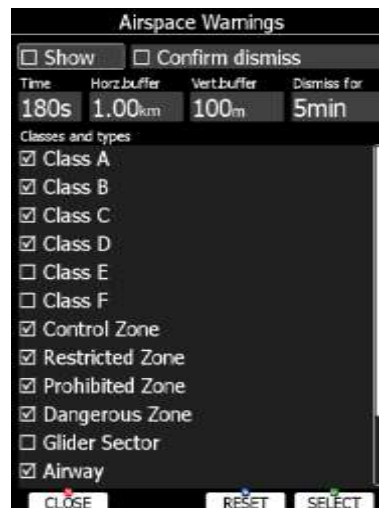 Airspace Warnings
Show Confirm dismiss
Time Horz.buffer Vert.buffer Dismiss for
180s 1.00km 100m 5min
Classes and types
Class A
Class B
Class C
Class D
Class E
Class F
Control Zone
Restricted Zone
Prohibited Zone
Dangerous Zone
Glider Sector
Airway
CLOSE RESET SELECT